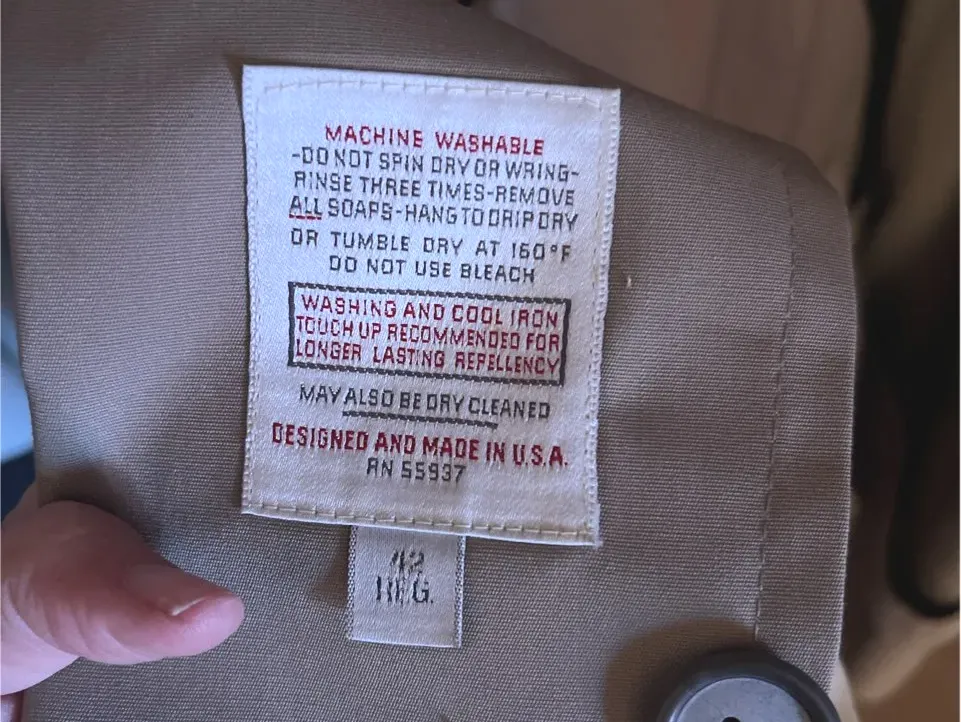 MACHINE WASHABLE
-DO NOT SPIN DRY OR WRING-
RINSE THREE TIMES-REMOVE
ALL SOAPS-HANG TO DRIP DRY
OR TUMBLE DRY AT 160°F
DO NOT USE BLEACH
WASHING AND COOL IRON
TOUCH UP RECOMMENDED FOR
LONGER LASTING REPELLENCY
MAY ALSO BE DRY CLEANED
DESIGNED AND MADE IN U.S.A.
RN 55937
42
REG.